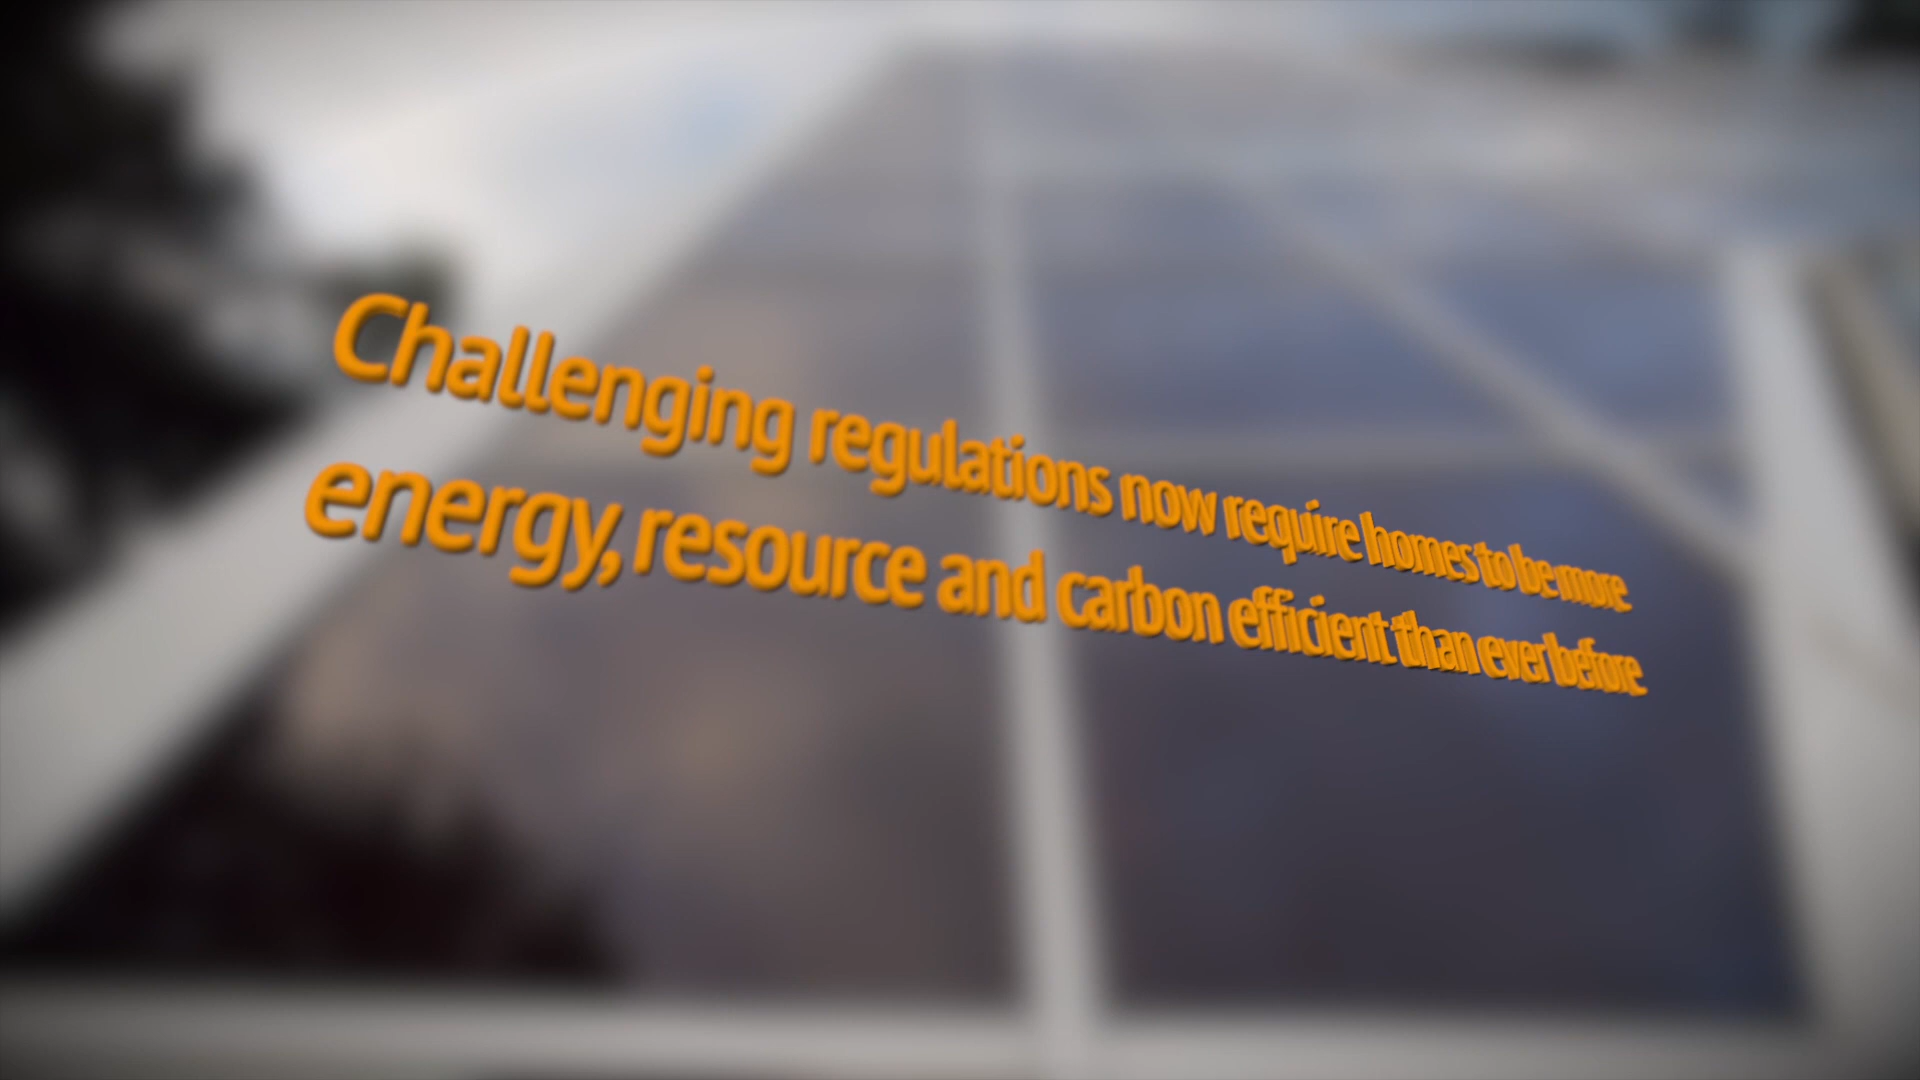 Challenging regulations now require homes to be more
energy, resource and carbon efficient than ever before